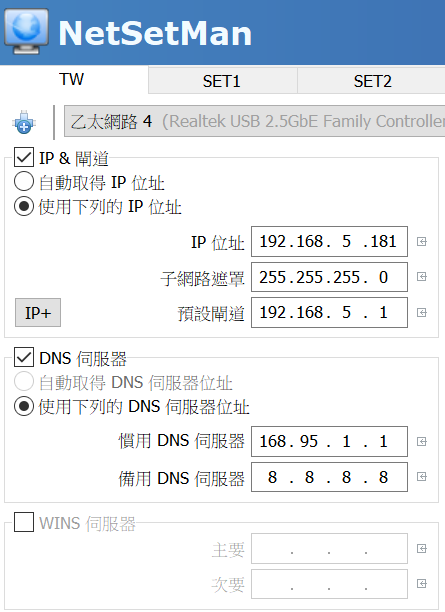 NetSetMan
TW SET1 SET2
乙太網路 4 (Realtek USB 2.5GbE Family Controller
IP & 閘道
自動取得 IP 位址
使用下列的 IP 位址
IP 位址 192.168. 5 .181
子網路遮罩 255.255.255. 0
IP+ 預設閘道 192.168. 5 . 1
DNS 伺服器
自動取得 DNS 伺服器位址
使用下列的 DNS 伺服器位址
慣用 DNS 伺服器 168. 95 . 1 . 1
備用 DNS 伺服器 8 . 8 . 8 . 8
WINS 伺服器
主要 . . .
次要 . . .